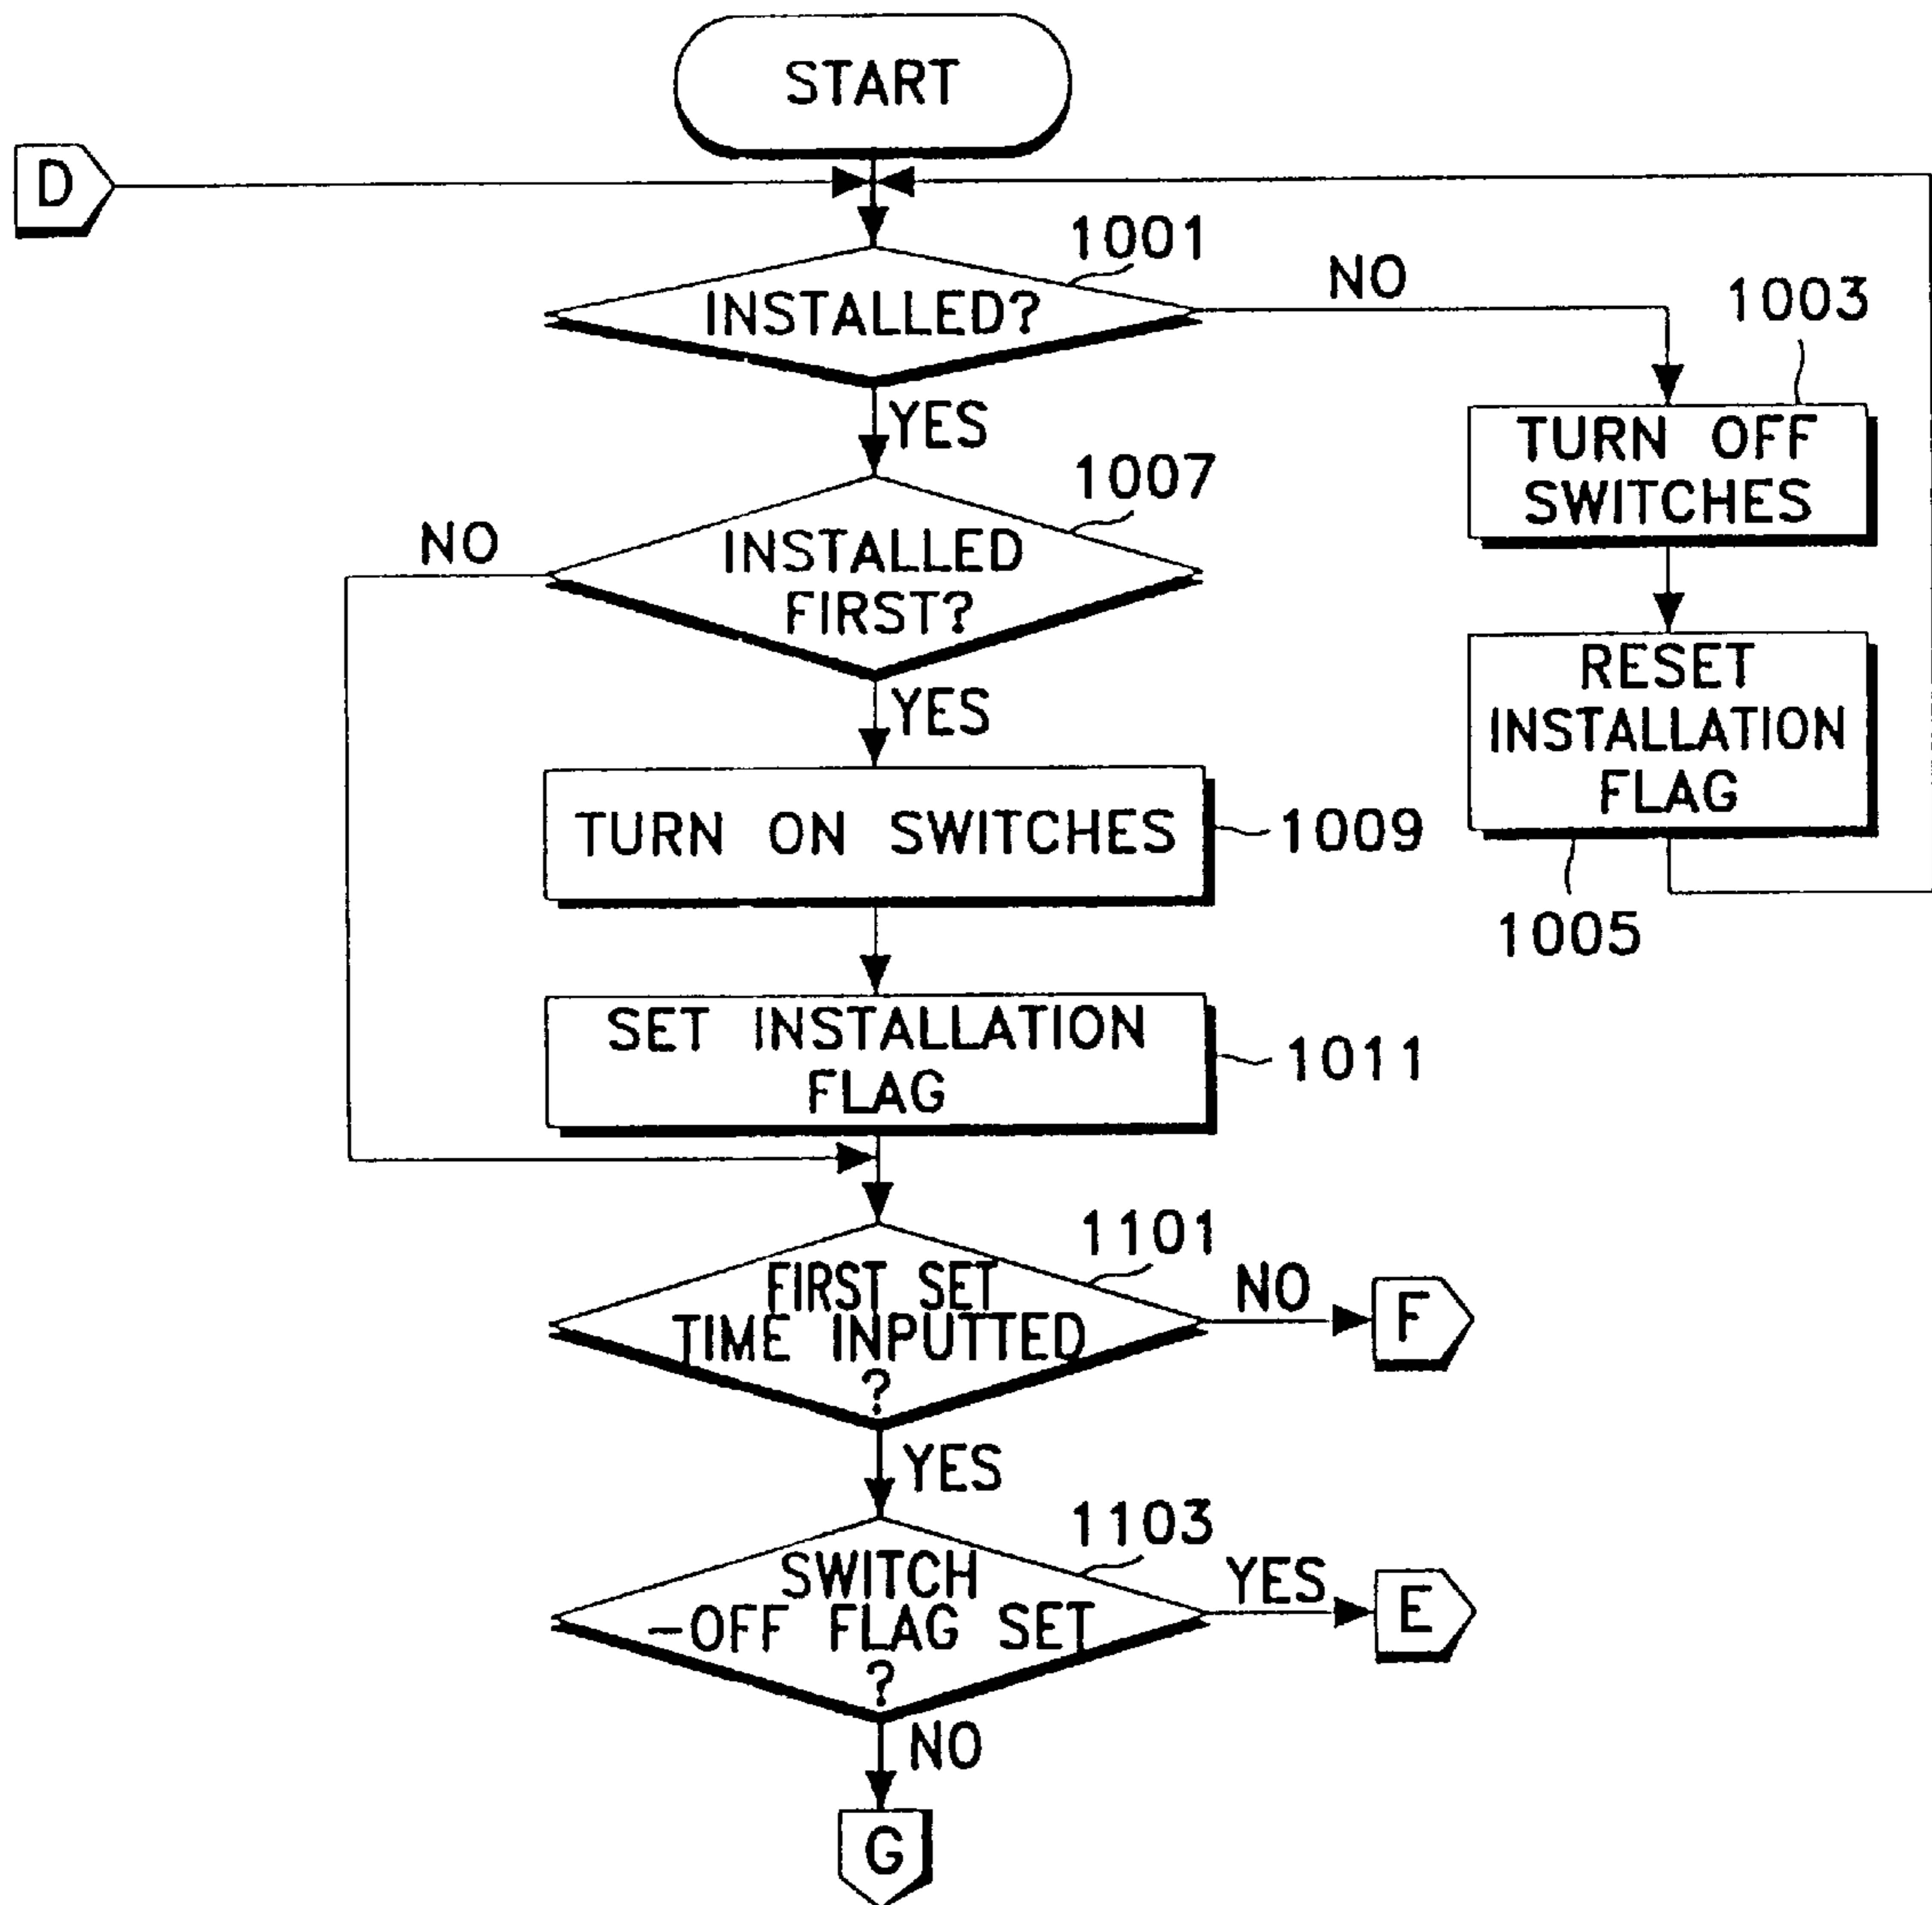 START
D
1001
INSTALLED?
NO
1003
YES
TURN OFF
SWITCHES
1007
NO
INSTALLED
FIRST?
RESET
INSTALLATION
FLAG
YES
TURN ON SWITCHES
1009
1005
SET INSTALLATION
FLAG
1011
1101
FIRST SET
TIME INPUTTED
?
NO
F
YES
1103
SWITCH
-OFF FLAG SET
?
YES
E
NO
G